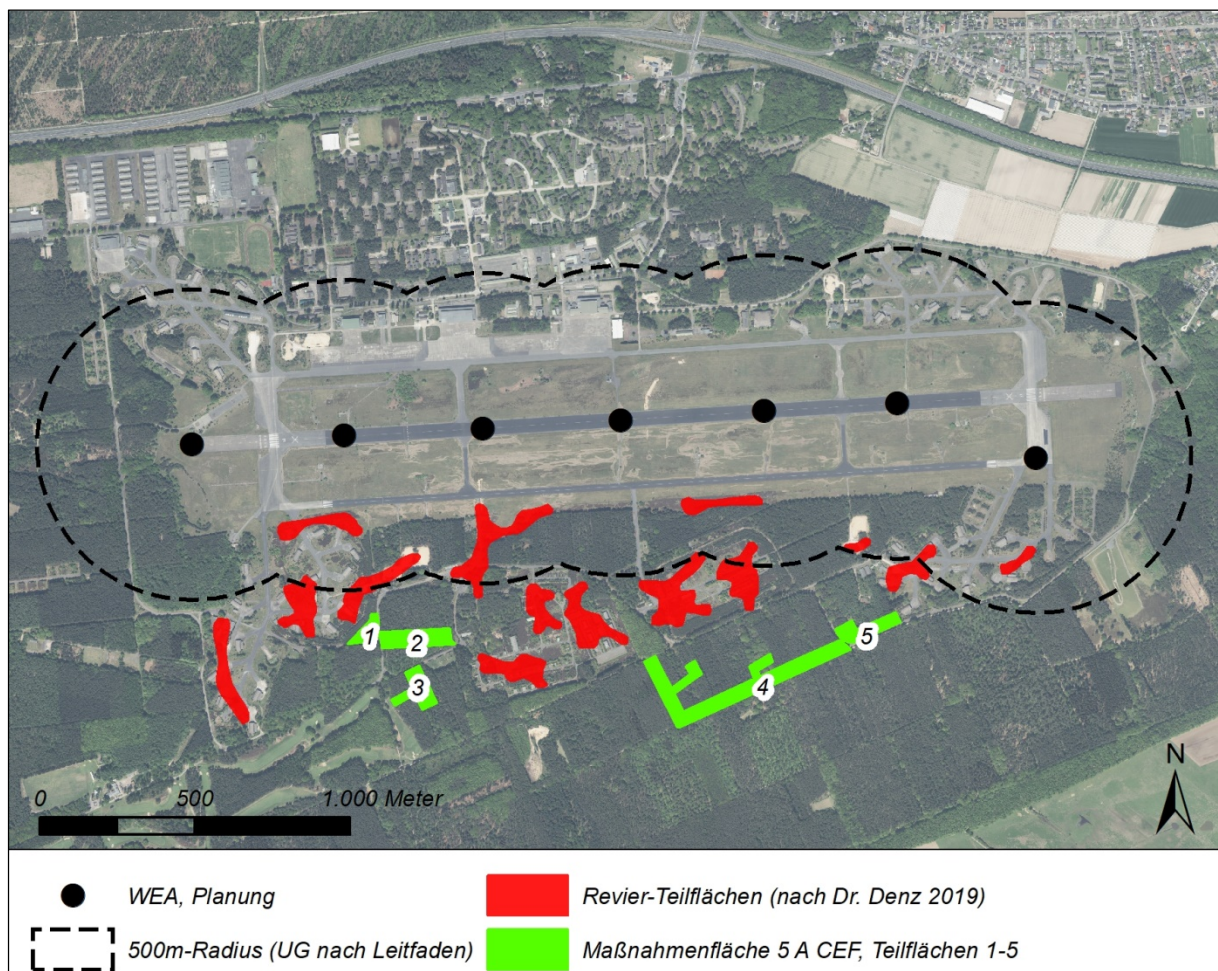 1
2
3
4
5
N
0 500 1.000 Meter
WEA, Planung
Revier-Teilflächen (nach Dr. Denz 2019)
500m-Radius (UG nach Leitfaden)
Maßnahmenfläche 5 A CEF, Teilflächen 1-5